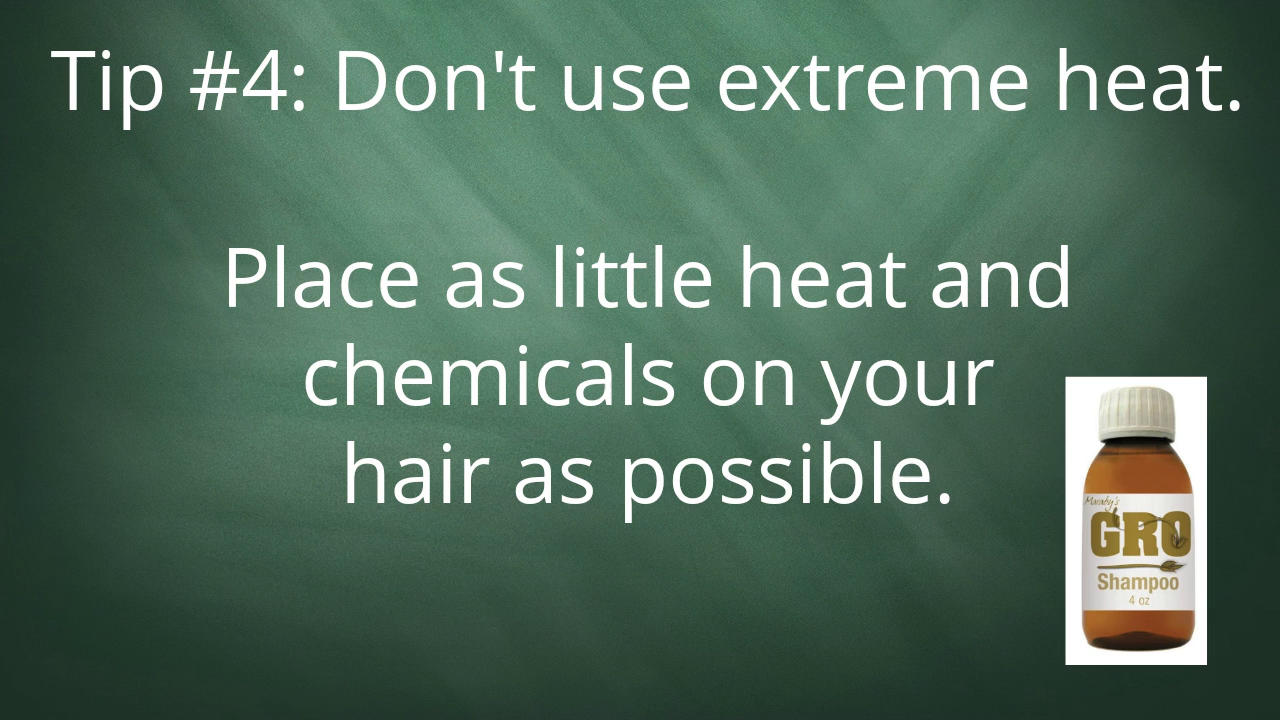 Tip #4: Don't use extreme heat.
Place as little heat and
chemicals on your
hair as possible.
GRO
Shampoo
4 oz